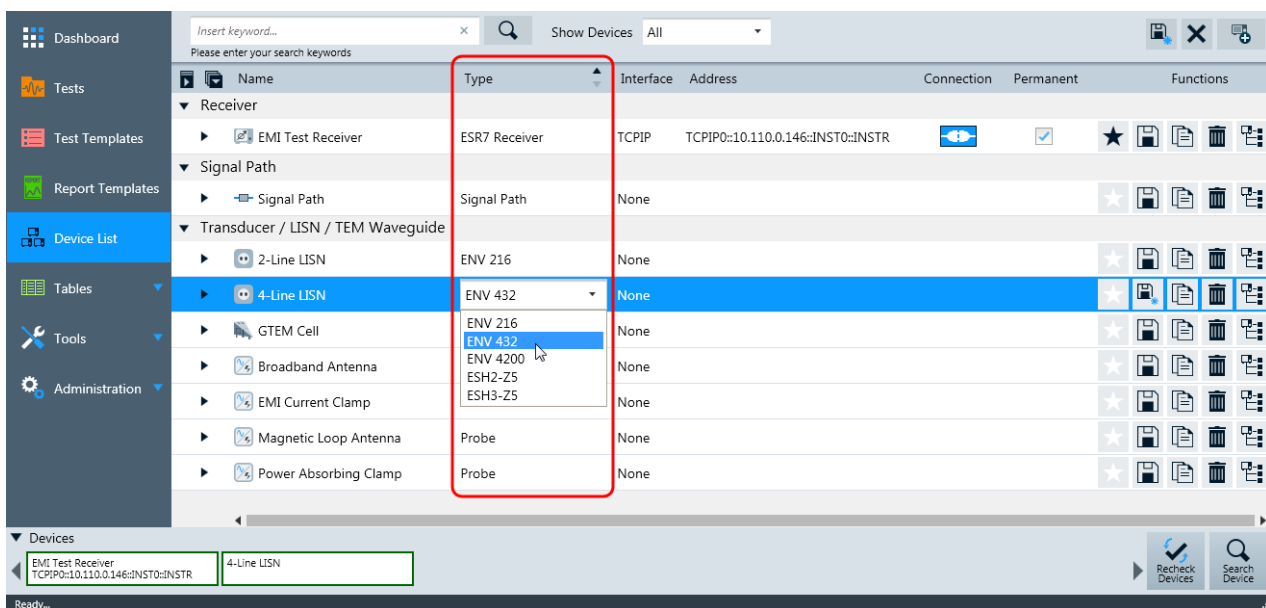 Dashboard
Tests
Test Templates
Report Templates
Device List
Tables
Tools
Administration
Insert keyword...
Please enter your search keywords
Show Devices All
Name Type Interface Address Connection Permanent Functions
Receiver
EMI Test Receiver ESR7 Receiver TCPIP TCPIP0::10.110.0.146::INST0::INSTR
Signal Path
Signal Path Signal Path None
Transducer / LISN / TEM Waveguide
2-Line LISN ENV 216 None
4-Line LISN ENV 432 None
ENV 216
ENV 432
ENV 4200
ESH2-Z5
ESH3-Z5
GTEM Cell None
Broadband Antenna None
EMI Current Clamp None
Magnetic Loop Antenna Probe None
Power Absorbing Clamp Probe None
Devices
EMI Test Receiver
TCPIP0::10.110.0.146::INST0::INSTR
4-Line LISN
Recheck
Devices
Search
Device
Ready...